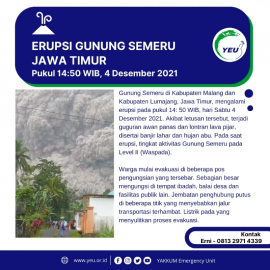 ERUPSI GUNUNG SEMERU
JAWA TIMUR
Pukul 14:50 WIB, 4 Desember 2021
YEU
Gunung Semeru di Kabupaten Malang dan
Kabupaten Lumajang, Jawa Timur, mengalami
erupsi pada pukul 14: 50 WIB, hari Sabtu 4
Desember 2021. Akibat letusan tersebut, terjadi
guguran awan panas dan lontran lava pijar,
disertai banjir lahar dan hujan abu. Pada saat
erupsi, tingkat aktivitas Gunung Semeru pada
Level II (Waspada).
Warga mulai evakuasi di beberapa pos
pengungsian yang tersebar. Sebagian besar
mengungsi di tempat ibadah, balai desa dan
fasilitas publik lain. Jembatan penghubung putus
di beberapa titik yang menyebabkan jalur
transportasi terhambat. Listrik pada yang
menyulitkan proses evakuasi.
Kontak
Erni - 0813 2971 4339
www.yeu.or.id
YAKKUM Emergency Unit